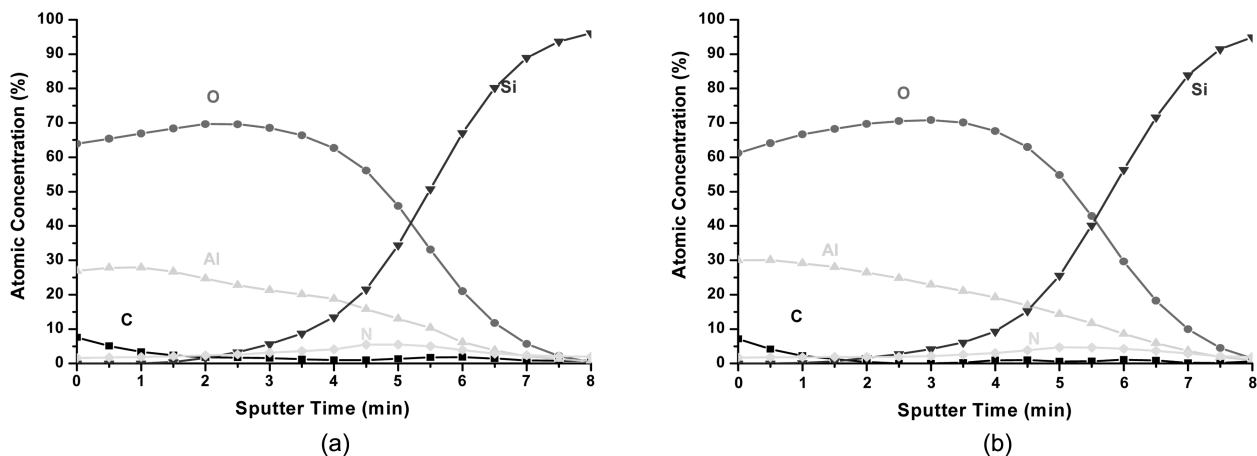 100
90
80
70
60
50
40
30
20
10
0
Atomic Concentration (%)
O
Si
Al
C
N
0 1 2 3 4 5 6 7 8
Sputter Time (min)
(a)
100
90
80
70
60
50
40
30
20
10
0
Atomic Concentration (%)
O
Si
Al
C
N
0 1 2 3 4 5 6 7 8
Sputter Time (min)
(b)